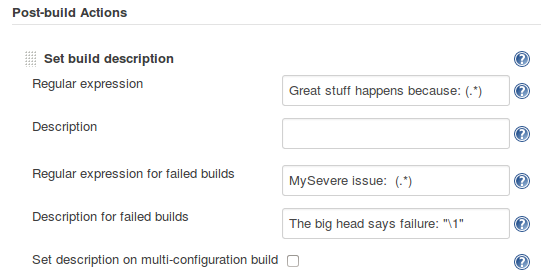 Post-build Actions
Set build description
Regular expression
Great stuff happens because: (.*)
Description
Regular expression for failed builds
MySevere issue:  (.*)
Description for failed builds
The big head says failure: "\1"
Set description on multi-configuration build